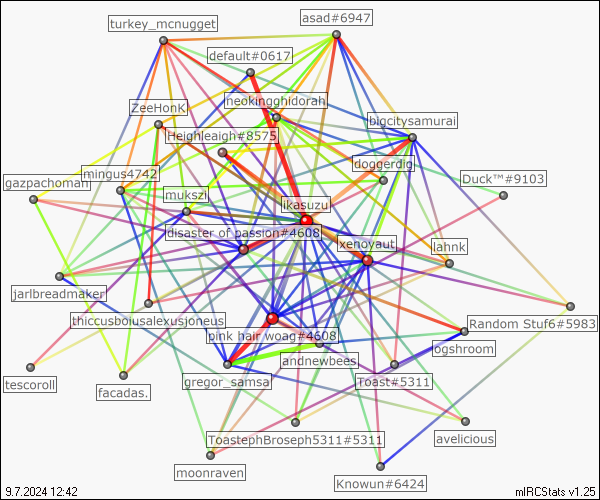 turkey_mcnugget
asad#6947
default#0617
ZeeHonK
neokingghidorah
bigcitysamurai
Heighleaigh#8575
doggerdig
Duck™#9103
gazpachoman
mingus4742
mukszi
likasuzu
disaster of passion#4608
xenoyaut
lahnk
jarlbreadmaker
thiccusboiusalexusjoneus
pink hair woag#4608
Random Stuf6#5983
ogshroom
andnewbees
tescoroll
facadas.
gregor_samsa
Toast#5311
ToastephBroseph5311#5311
avelicious
moonraven
Knowun#6424
9.7.2024 12:42
mIRCStats v1.25